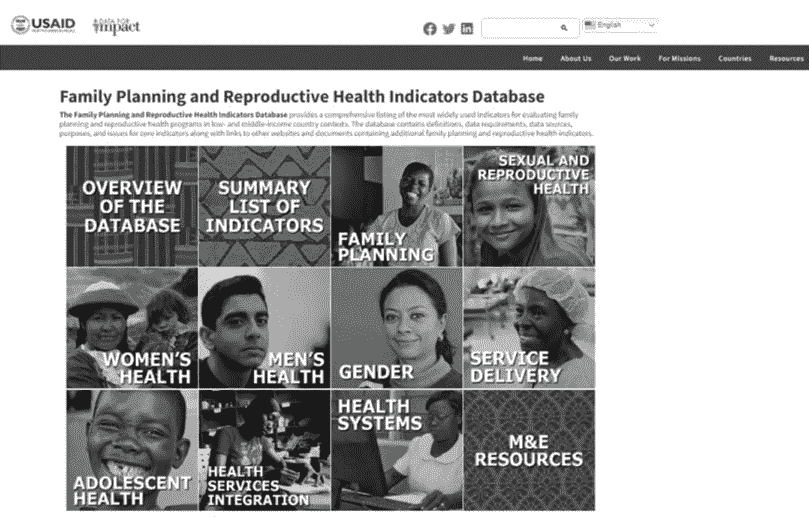 USAID
DATA FOR
impact
English
Home About Us Our Work For Missions Countries Resources
Family Planning and Reproductive Health Indicators Database
The Family Planning and Reproductive Health Indicators Database provides a comprehensive listing of the most widely used indicators for evaluating family
planning and reproductive health programs in low- and middle-income country contexts. The database contains definitions, data requirements, data sources,
purposes, and issues for core indicators along with links to other websites and documents containing additional family planning and reproductive health indicators.
OVERVIEW
OF THE
DATABASE
SUMMARY
LIST OF
INDICATORS
FAMILY
PLANNING
SEXUAL AND
REPRODUCTIVE
HEALTH
WOMEN'S
HEALTH
MEN'S
HEALTH
GENDER
SERVICE
DELIVERY
ADOLESCENT
HEALTH
HEALTH
SERVICES
INTEGRATION
HEALTH
SYSTEMS
M&E
RESOURCES